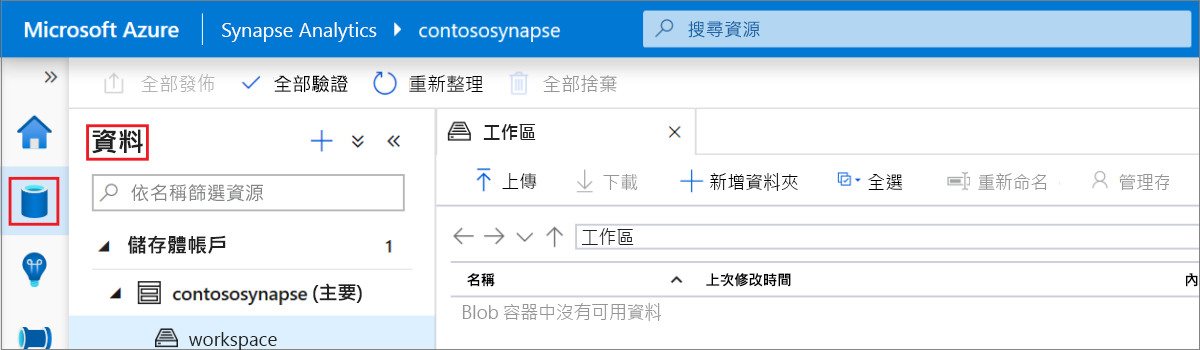 Microsoft Azure Synapse Analytics contososynapse 搜尋資源
全部發佈 全部驗證 重新整理 全部捨棄
資料
依名稱篩選資源
儲存體帳戶 1
contososynapse (主要)
workspace
工作區
上傳 下載 新增資料夾 全選 重新命名 管理存
工作區
名稱 上次修改時間 內
Blob 容器中沒有可用資料